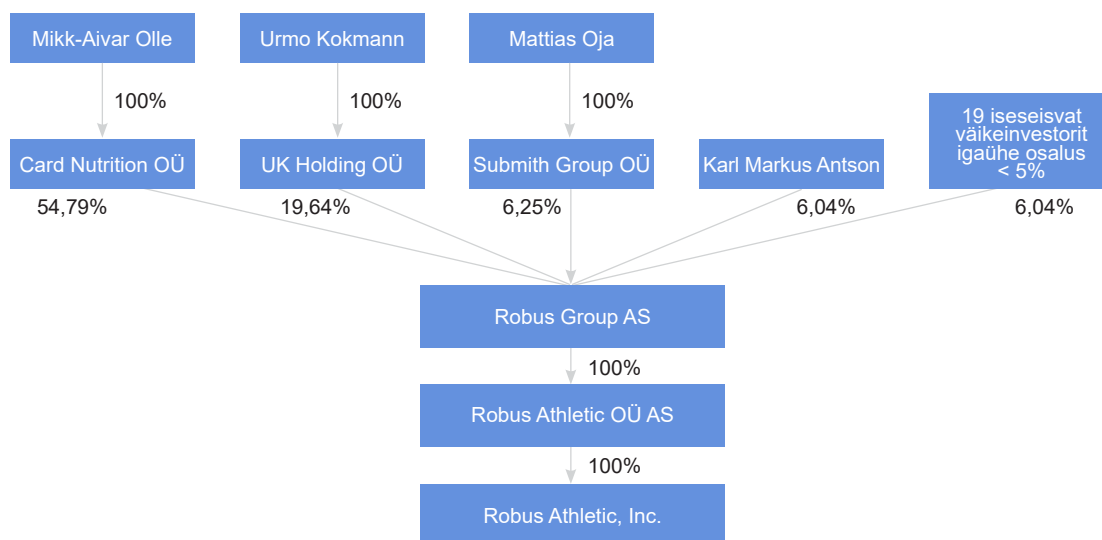 Mikk-Aivar Olle
Urmo Kokmann
Mattias Oja
100%
100%
100%
19 iseseisvat
väikeinvestorit
igaühe osalus
< 5%
Card Nutrition OÜ
UK Holding OÜ
Submith Group OÜ
Karl Markus Antson
54,79%
19,64%
6,25%
6,04%
6,04%
Robus Group AS
100%
Robus Athletic OÜ AS
100%
Robus Athletic, Inc.